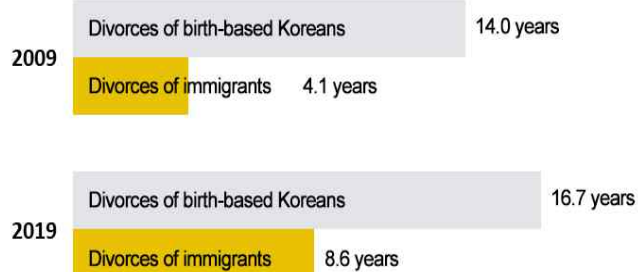 Divorces of birth-based Koreans 14.0 years
2009
Divorces of immigrants 4.1 years
Divorces of birth-based Koreans 16.7 years
2019
Divorces of immigrants 8.6 years